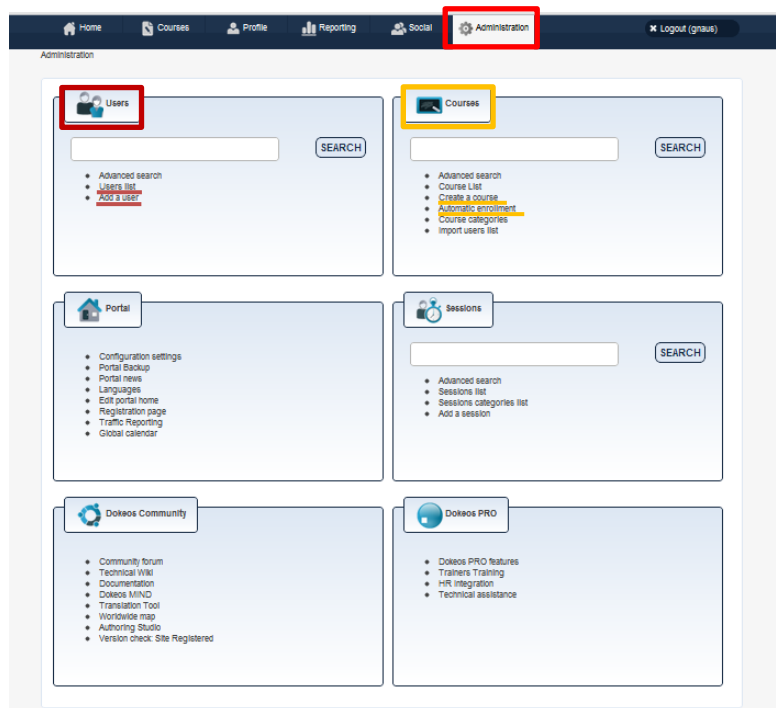 Home Courses Profile Reporting Social Administration Logout (gnaus)
Administration
Users
SEARCH
Advanced search
Users list
Add a user
Courses
SEARCH
Advanced search
Course List
Create a course
Automatic enrollment
Course categories
Import users list
Portal
Configuration settings
Portal Backup
Portal news
Languages
Edit portal home
Registration page
Traffic Reporting
Global calendar
Sessions
SEARCH
Advanced search
Sessions list
Sessions categories list
Add a session
Dokeos Community
Community forum
Technical Wiki
Documentation
Dokeos MIND
Translation Tool
Worldwide map
Authoring Studio
Version check: Site Registered
Dokeos PRO
Dokeos PRO features
Trainers Training
HR Integration
Technical assistance